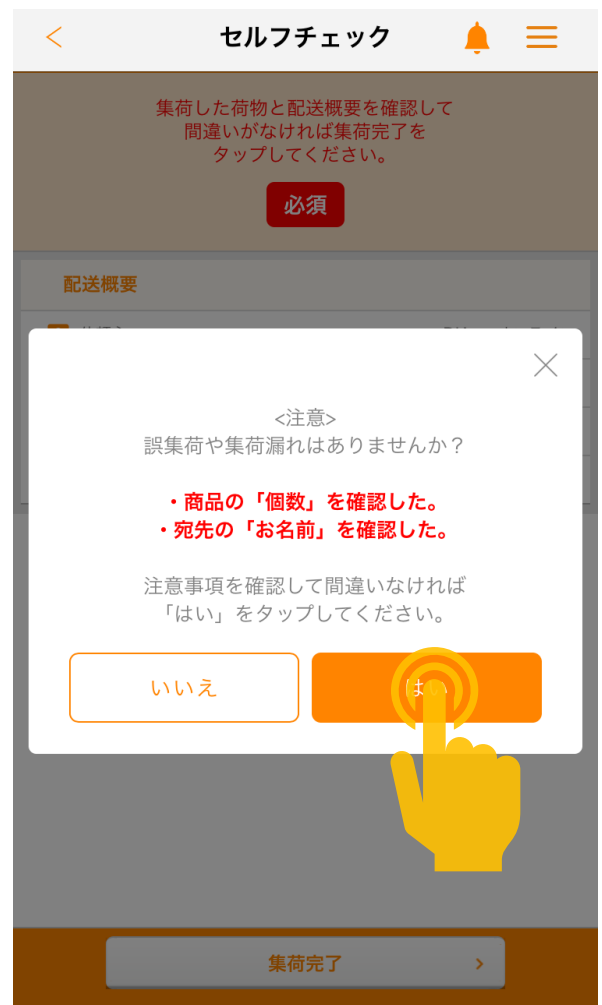 セルフチェック
集荷した荷物と配送概要を確認して
間違いがなければ集荷完了を
タップしてください。
必須
配送概要
<注意>
誤集荷や集荷漏れはありませんか？
・商品の「個数」を確認した。
・宛先の「お名前」を確認した。
注意事項を確認して間違いなければ
「はい」をタップしてください。
いいえ
はい
集荷完了